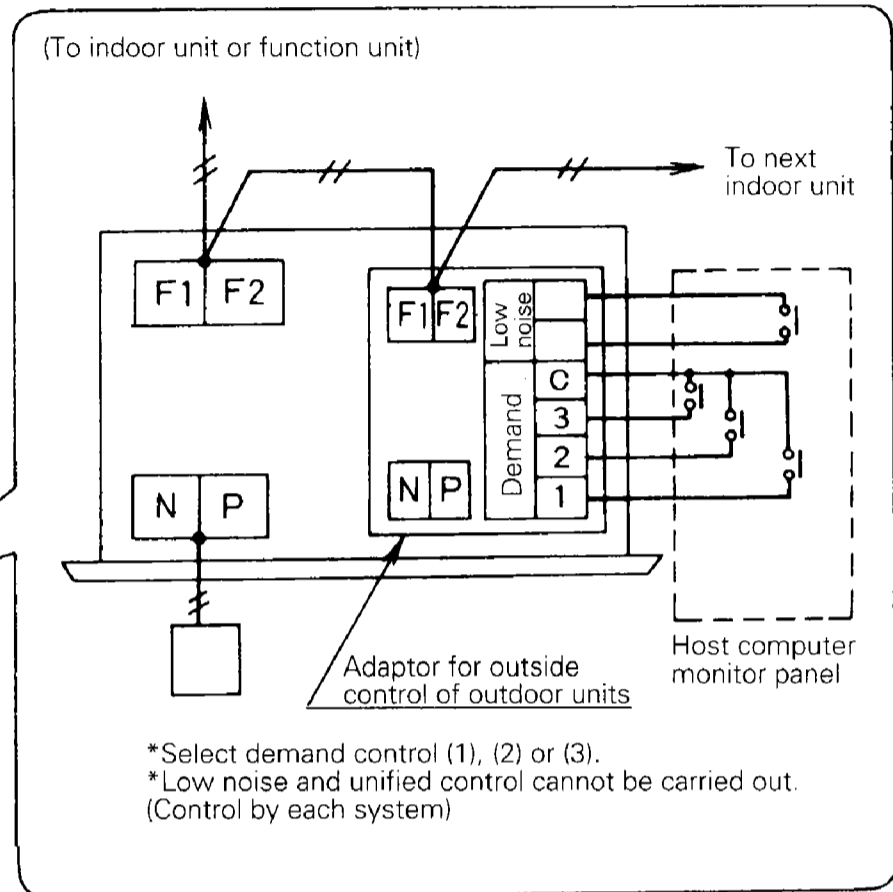 (To indoor unit or function unit)
To next
indoor unit
F1 F2
F1 F2
Low
noise
Demand
C
3
2
1
N P
N P
Host computer
monitor panel
Adaptor for outside
control of outdoor units
*Select demand control (1), (2) or (3).
*Low noise and unified control cannot be carried out.
(Control by each system)